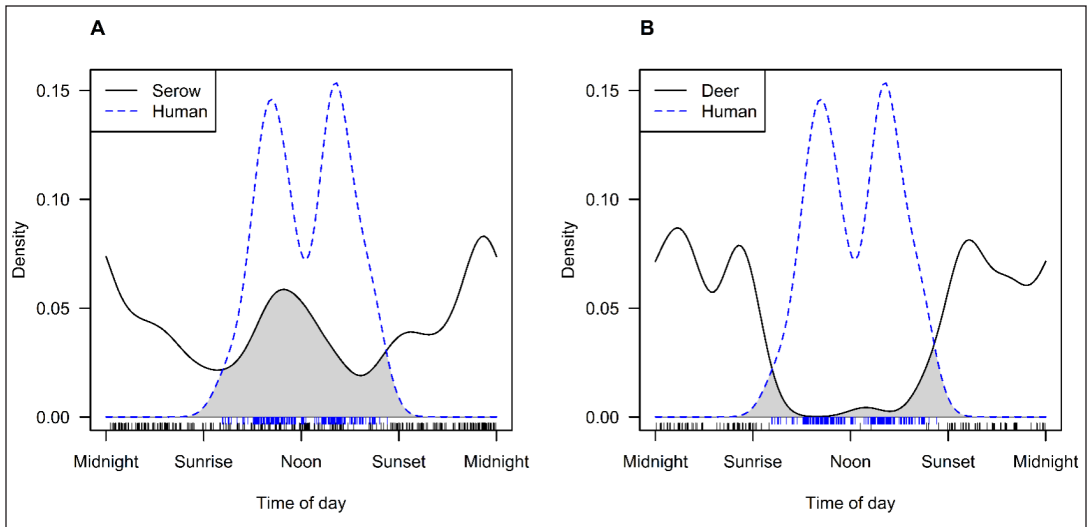 A
Serow
Human
0.15
0.10
0.05
0.00
Density
Midnight Sunrise Noon Sunset Midnight
Time of day
B
Deer
Human
0.15
0.10
0.05
0.00
Density
Midnight Sunrise Noon Sunset Midnight
Time of day